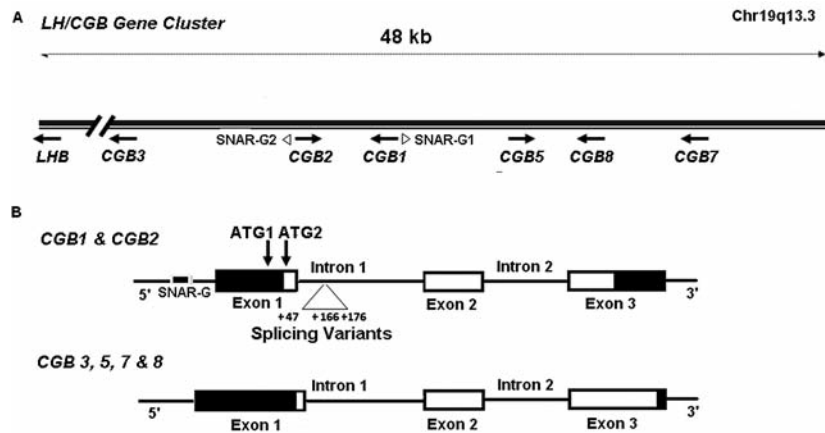 A LH/CGB Gene Cluster Chr19q13.3
48 kb
LHB CGB3 SNAR-G2 CGB2 CGB1 SNAR-G1 CGB5 CGB8 CGB7
B
CGB1 & CGB2
ATG1 ATG2
5' SNAR-G Exon 1 Intron 1 Exon 2 Intron 2 Exon 3 3'
+47 +166 +176
Splicing Variants
CGB 3, 5, 7 & 8
5' Exon 1 Intron 1 Exon 2 Intron 2 Exon 3 3'